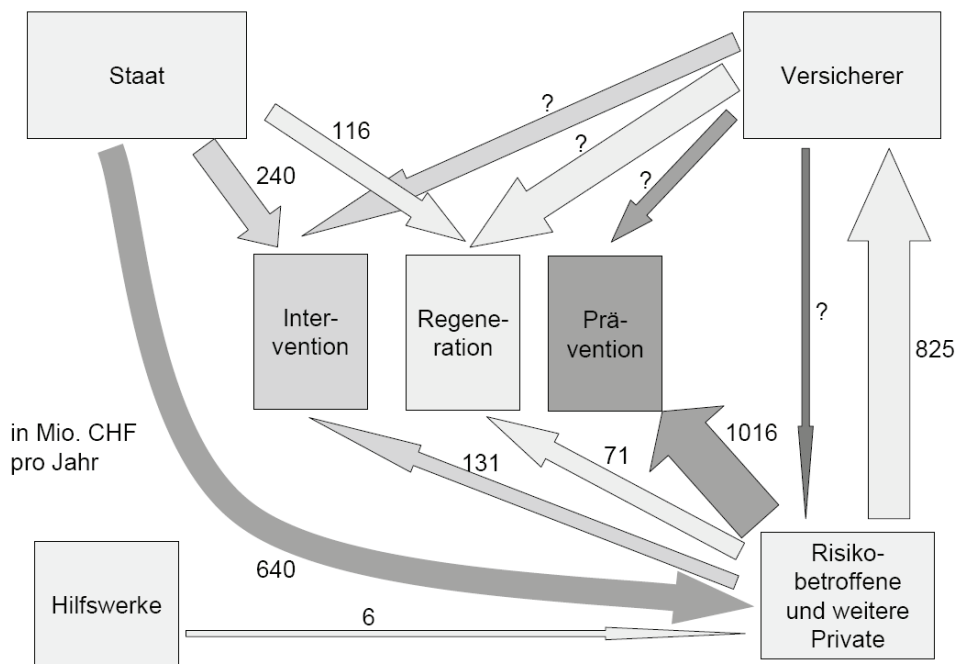 Staat
Versicherer
?
116
?
240
?
Inter-
vention
Regene-
ration
Prä-
vention
?
825
in Mio. CHF
pro Jahr
1016
71
131
640
Risiko-
betroffene
und weitere
Private
Hilfswerke
6